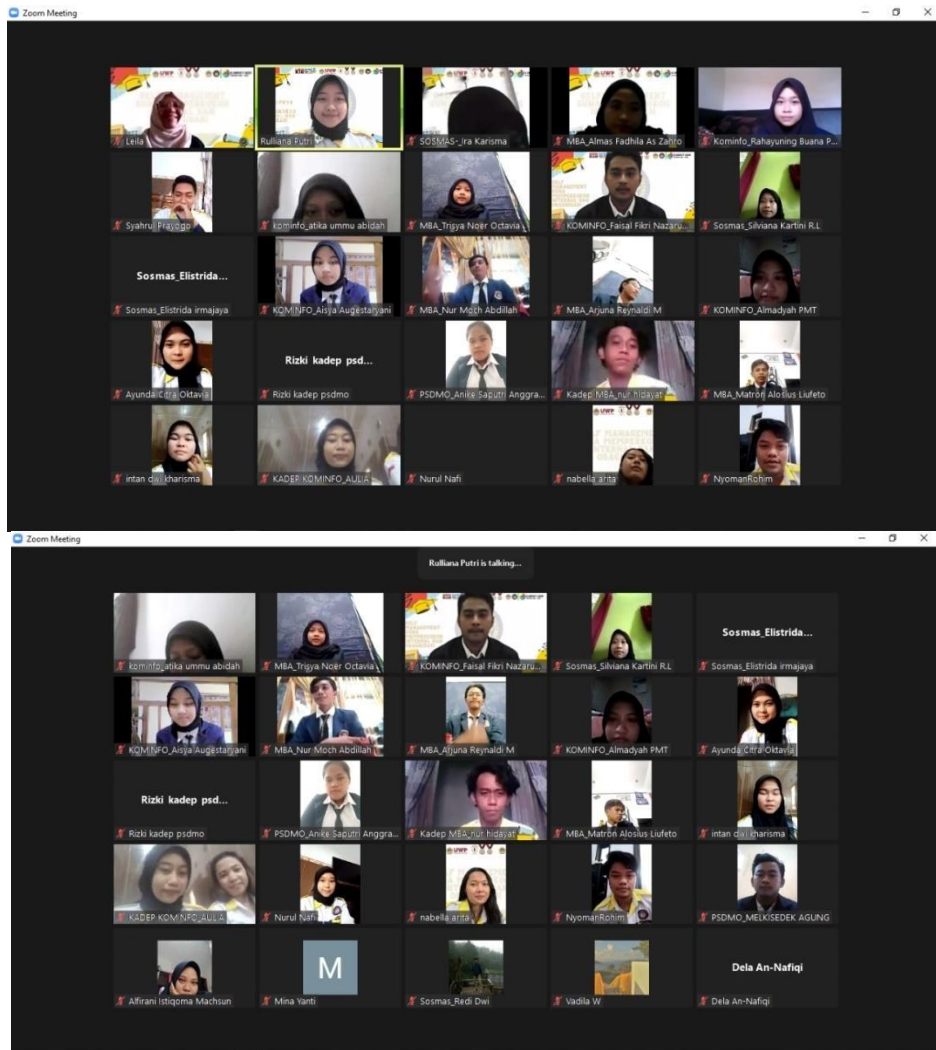 Zoom Meeting
Leila
Rulliana Putri
SOSMAS-_Ira Karisma
MBA_Almas Fadhila As Zahro
Kominfo_Rahayuning Buana P...
Syahrul Prayogo
kominfo_atika ummu abidah
MBA_Trisya Noer Octavia
KOMINFO_Faisal Fikri Nazaru...
Sosmas_Silviana Kartini R.L
Sosmas_Elistrida...
Sosmas_Elistrida irmajaya
KOMINFO_Aisya Augestaryani
MBA_Nur Moch Abdillah
MBA_Arjuna Reynaldi M
KOMINFO_Almadyah PMT
Rizki kadep psd...
Ayunda Citra Oktavia
Rizki kadep psdmo
PSDMO_Anike Saputri Anggra...
Kadep MBA_nur hidayat
MBA_Matron Alosius Liufeto
intan dwi kharisma
KADEP KOMINFO_AULIA
Nurul Nafi
nabella arita
NyomanRohim
Zoom Meeting
Rulliana Putri is talking...
kominfo_atika ummu abidah
MBA_Trisya Noer Octavia
KOMINFO_Faisal Fikri Nazaru...
Sosmas_Silviana Kartini R.L
Sosmas_Elistrida...
Sosmas_Elistrida irmajaya
KOMINFO_Aisya Augestaryani
MBA_Nur Moch Abdillah
MBA_Arjuna Reynaldi M
KOMINFO_Almadyah PMT
Ayunda Citra Oktavia
Rizki kadep psd...
Rizki kadep psdmo
PSDMO_Anike Saputri Anggra...
Kadep MBA_nur hidayat
MBA_Matron Alosius Liufeto
intan dwi kharisma
UWP
KADEP KOMINFO_AULIA
Nurul Nafi
nabella arita
NyomanRohim
PSDMO_MELKISEDEK AGUNG
M
Dela An-Nafiqi
Alfirani Istiqoma Machsun
Mina Yanti
Sosmas_Redi Dwi
Vadila W
Dela An-Nafiqi